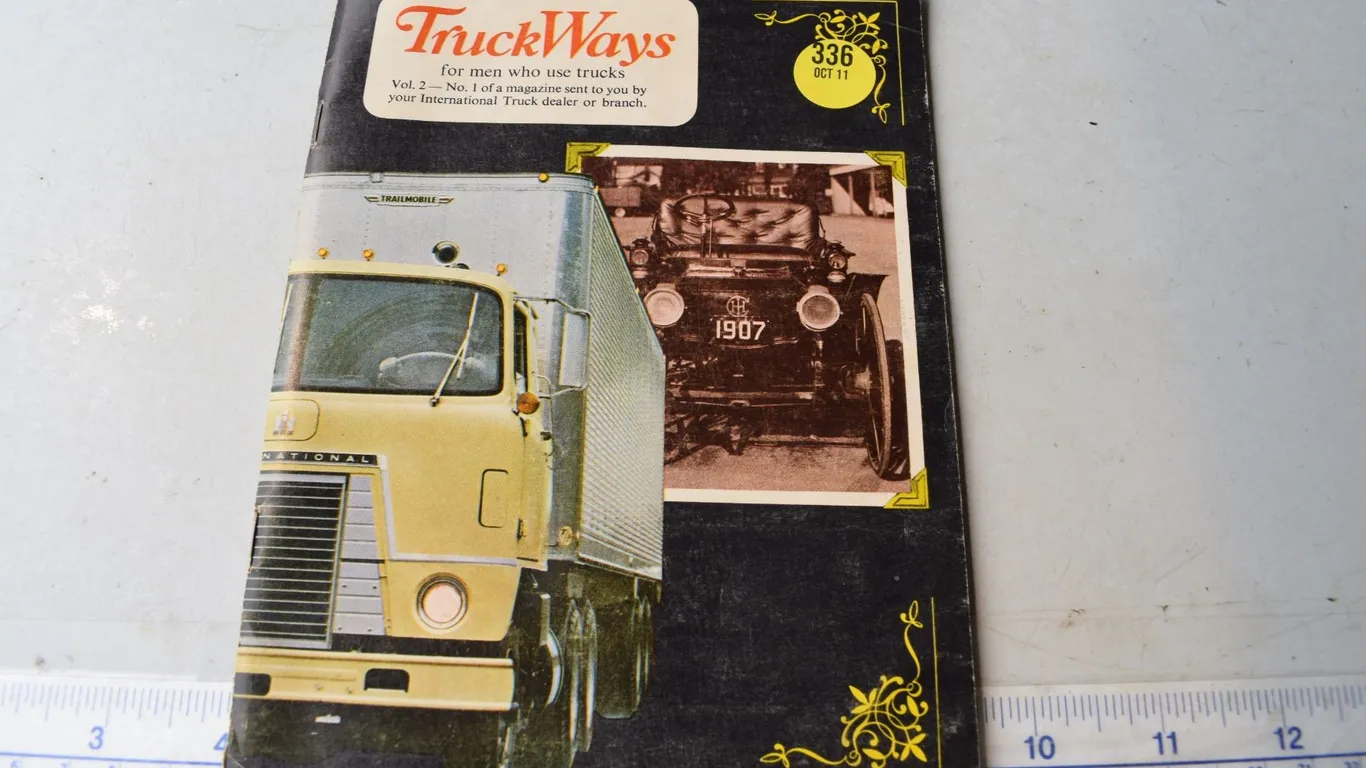 TruckWays
for men who use trucks
Vol. 2 — No. 1 of a magazine sent to you by
your International Truck dealer or branch.
336
OCT 11
TRAILMOBILE
IHC
1907
NATIONAL
3
4
10
11
12